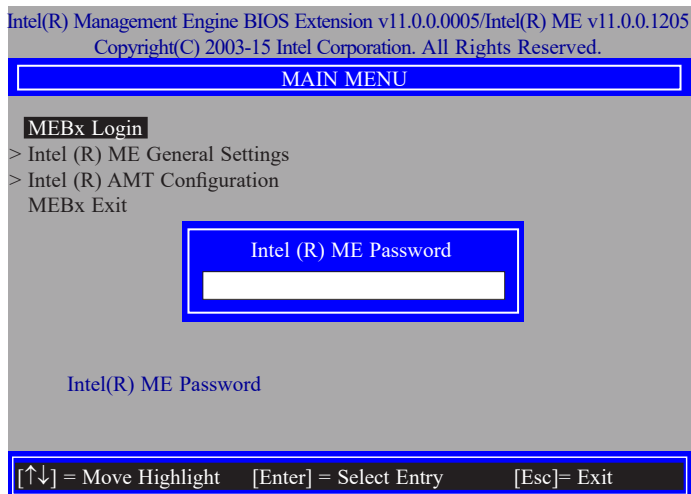 Intel(R) Management Engine BIOS Extension v11.0.0.0005/Intel(R) ME v11.0.0.1205
Copyright(C) 2003-15 Intel Corporation. All Rights Reserved.
MAIN MENU
MEBx Login
> Intel (R) ME General Settings
> Intel (R) AMT Configuration
MEBx Exit
Intel (R) ME Password
Intel(R) ME Password
[↑↓] = Move Highlight [Enter] = Select Entry [Esc]= Exit